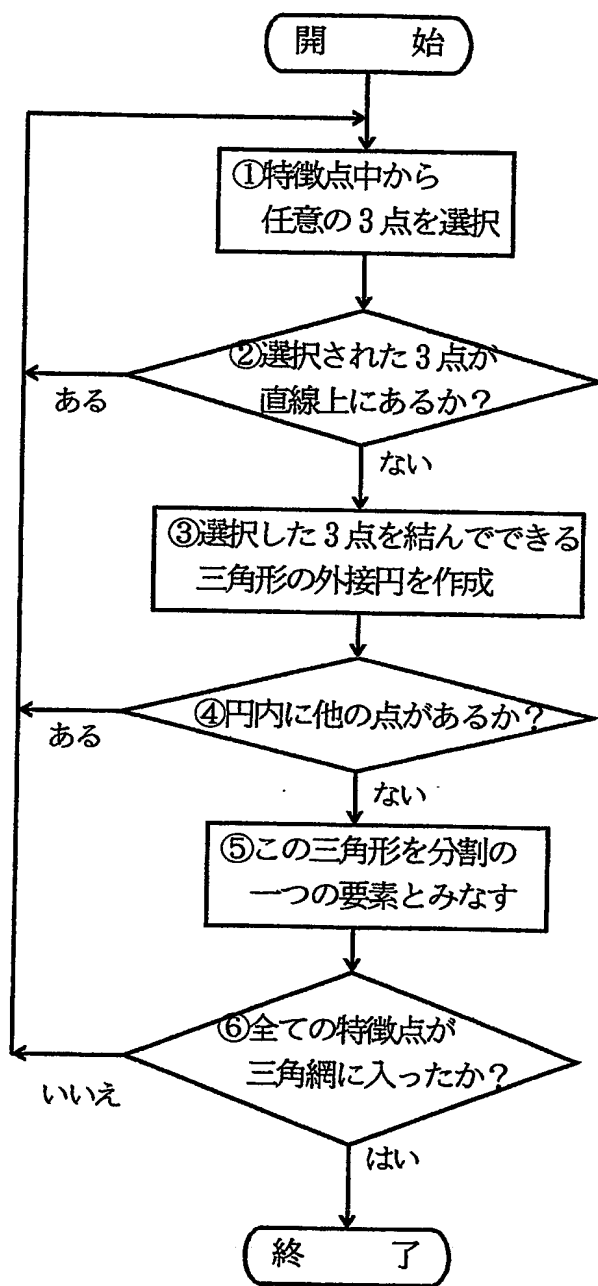 開 始
①特徴点中から
任意の3点を選択
②選択された3点が
直線上にあるか？
ある
ない
③選択した3点を結んでできる
三角形の外接円を作成
④円内に他の点があるか？
ある
ない
⑤この三角形を分割の
一つの要素とみなす
⑥全ての特徴点が
三角網に入ったか？
いいえ
はい
終 了